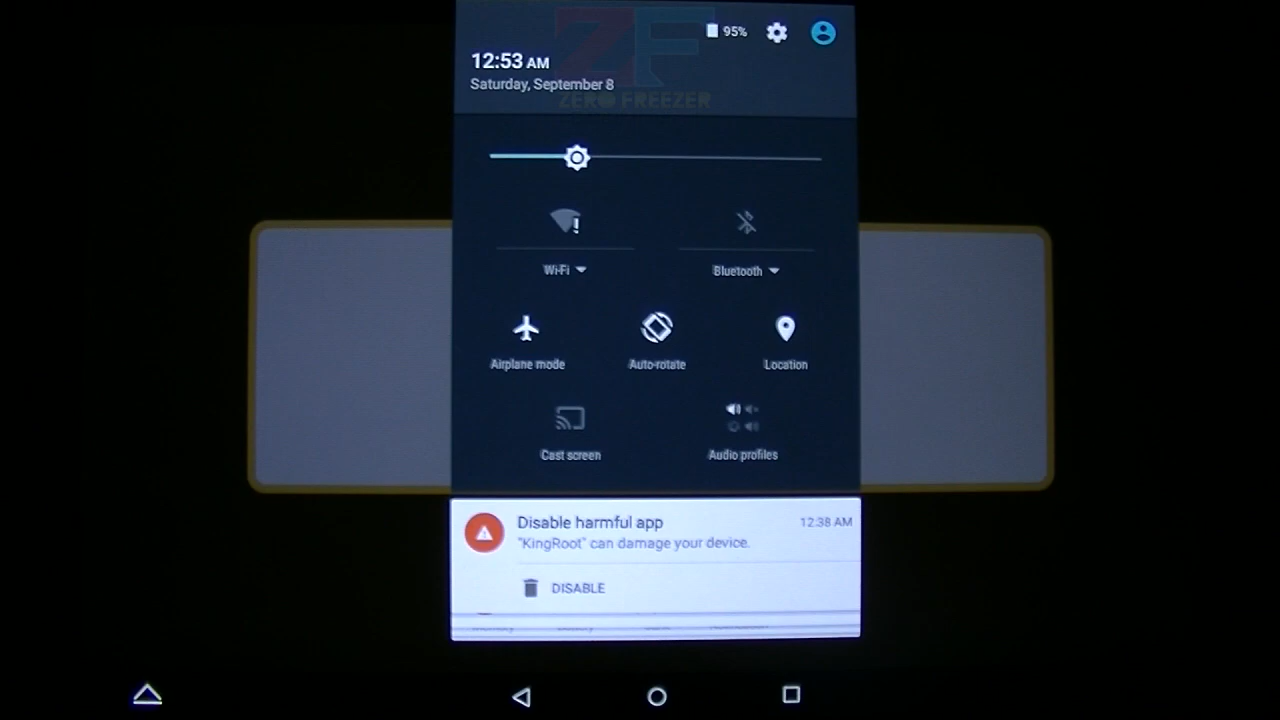 95%
12:53 AM
Saturday, September 8
ZF
ZERO FREEZER
Wi-Fi
Bluetooth
Airplane mode
Auto-rotate
Location
Cast screen
Audio profiles
Disable harmful app
12:38 AM
"KingRoot" can damage your device.
DISABLE